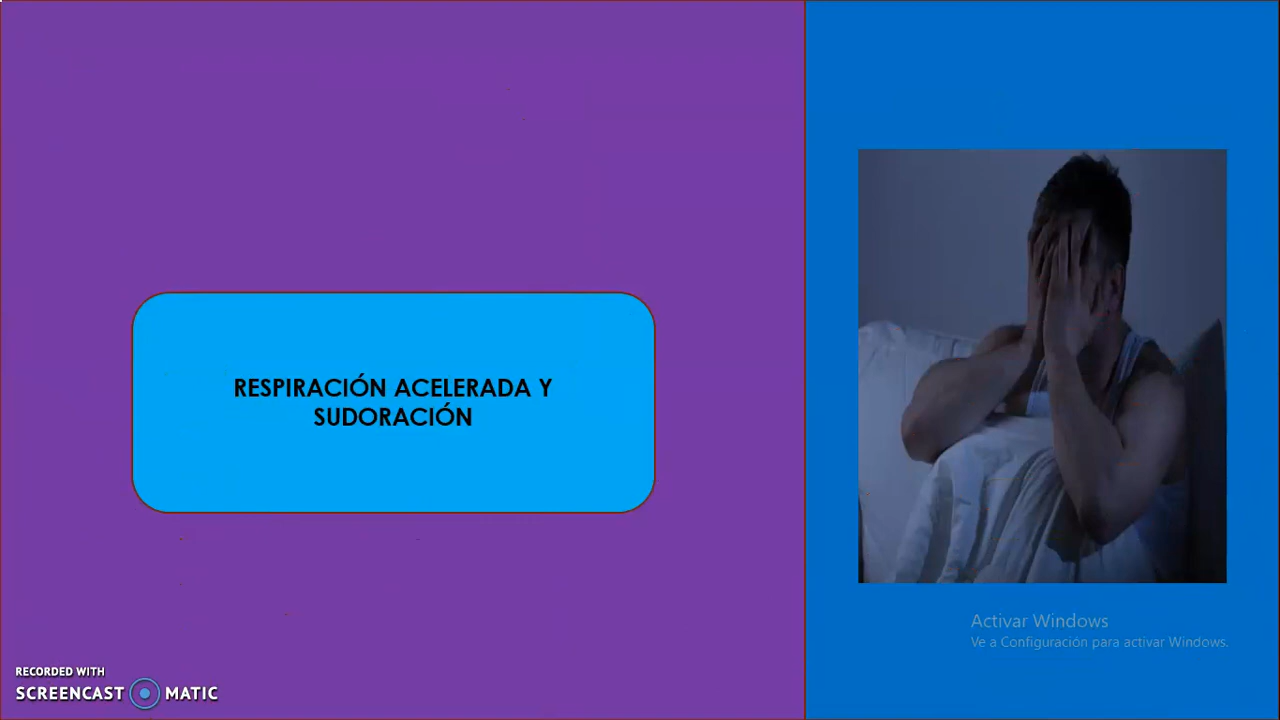 RESPIRACIÓN ACELERADA Y
SUDORACIÓN
Activar Windows
Ve a Configuración para activar Windows.
RECORDED WITH
SCREENCAST MATIC